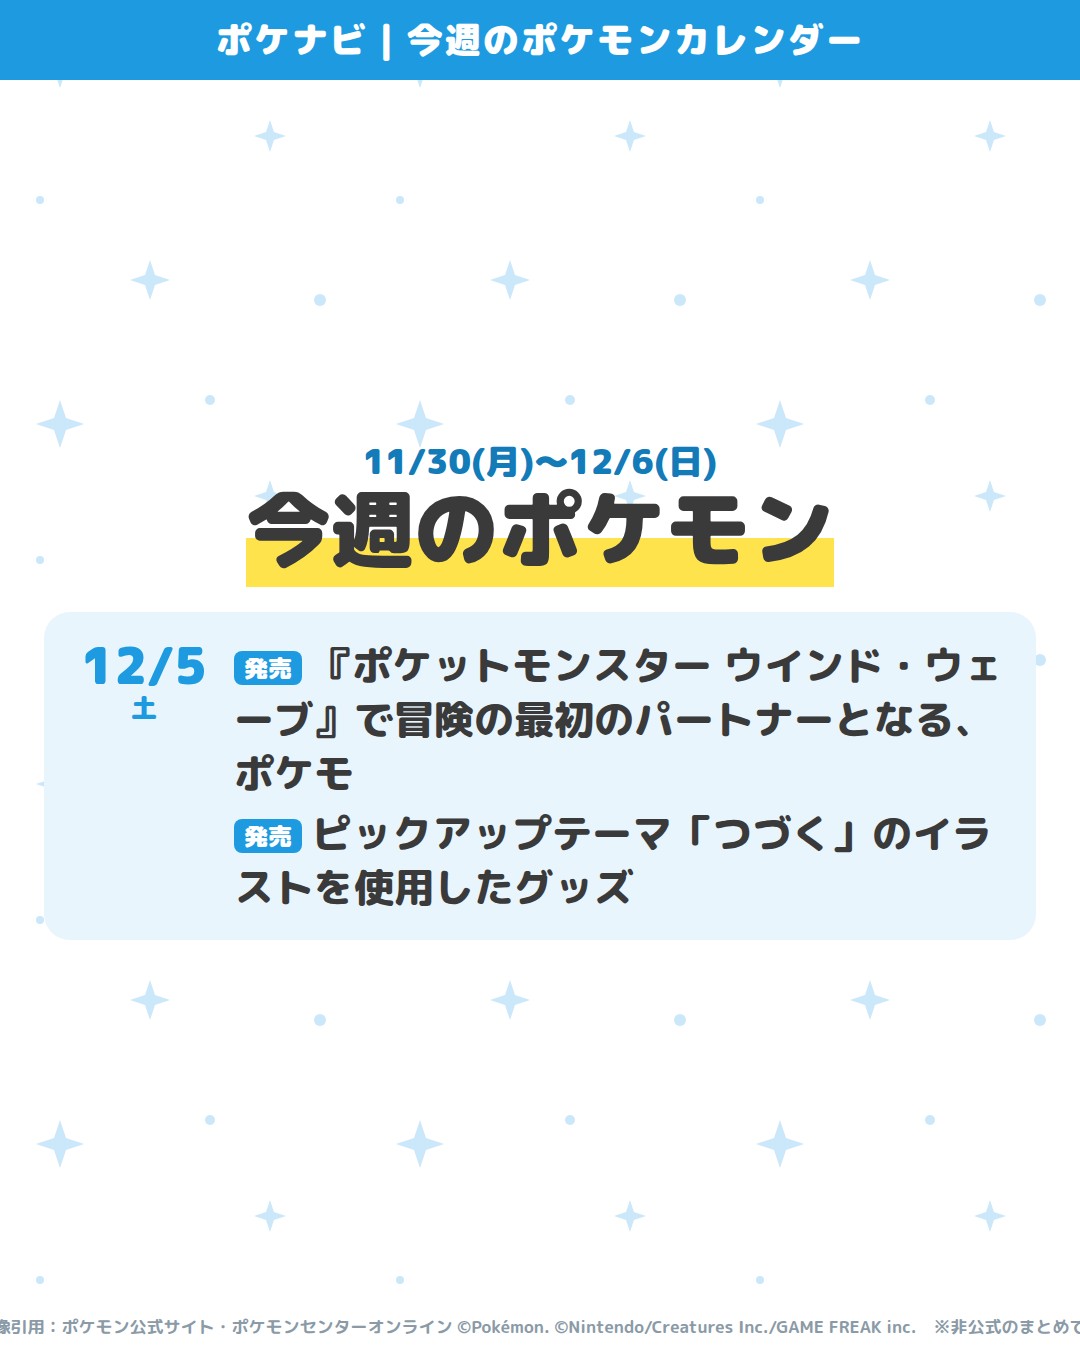 ポケナビ | 今週のポケモンカレンダー
11/30(月)〜12/6(日)
今週のポケモン
12/5
土
発売 『ポケットモンスター ウインド・ウェ
ーブ』で冒険の最初のパートナーとなる、
ポケモ
発売 ピックアップテーマ「つづく」のイラ
ストを使用したグッズ
像引用：ポケモン公式サイト・ポケモンセンターオンライン ©Pokémon. ©Nintendo/Creatures Inc./GAME FREAK inc. ※非公式のまとめで